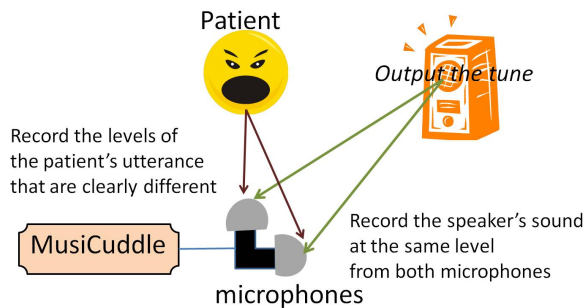 Patient
Output the tune
Record the levels of
the patient's utterance
that are clearly different
Record the speaker's sound
at the same level
from both microphones
MusiCuddle
microphones